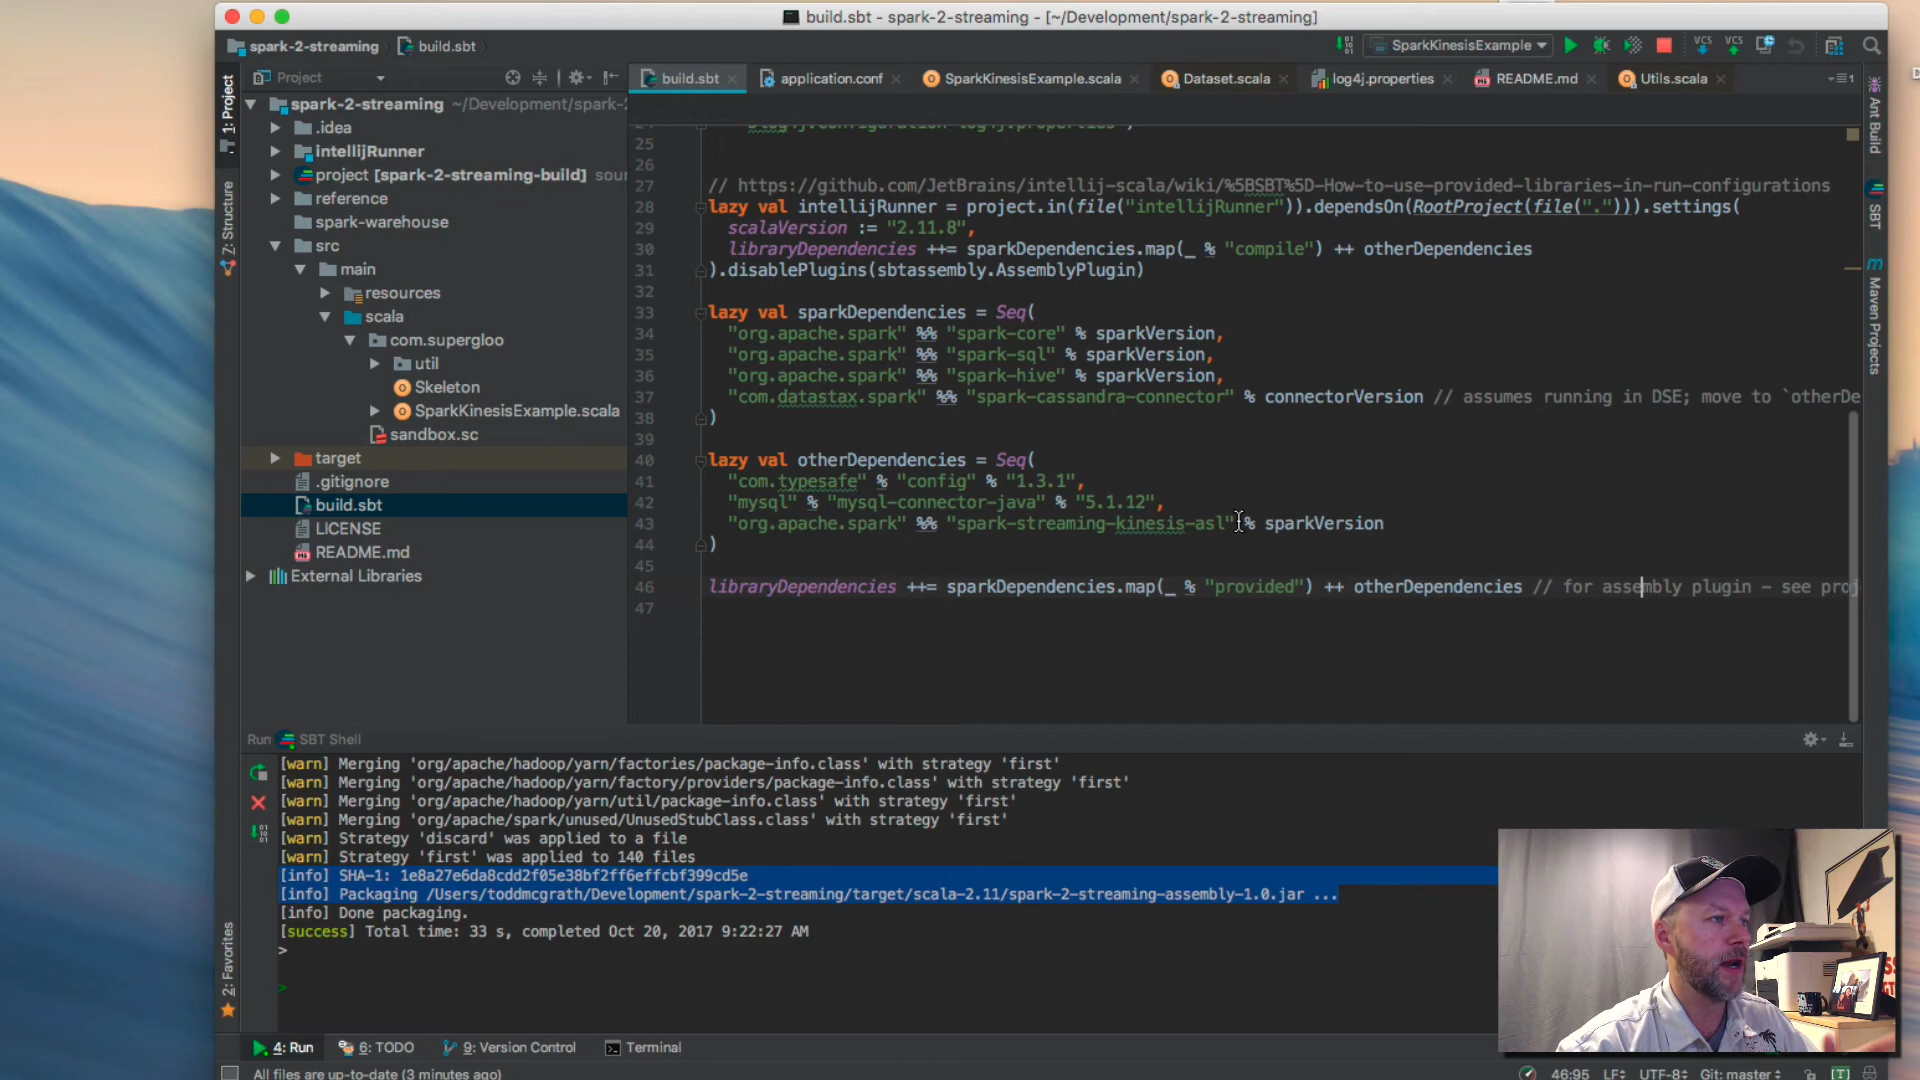 build.sbt - spark-2-streaming - [~/Development/spark-2-streaming]
spark-2-streaming
build.sbt
SparkKinesisExample
VCS
VCS
Project
build.sbt
application.conf
SparkKinesisExample.scala
Dataset.scala
log4j.properties
README.md
Utils.scala
1: Project
7: Structure
2: Favorites
spark-2-streaming ~/Development/spark-2
.idea
intellijRunner
project [spark-2-streaming-build] sou
reference
spark-warehouse
src
main
resources
scala
com.supergloo
util
Skeleton
SparkKinesisExample.scala
sandbox.sc
target
.gitignore
build.sbt
LICENSE
README.md
External Libraries
25
26
27 // https://github.com/JetBrains/intellij-scala/wiki/%5BSBT%5D-How-to-use-provided-libraries-in-run-configurations
28 lazy val intellijRunner = project.in(file("intellijRunner")).dependsOn(RootProject(file("."))).settings(
29 scalaVersion := "2.11.8",
30 libraryDependencies ++= sparkDependencies.map(_ % "compile") ++ otherDependencies
31 ).disablePlugins(sbtassembly.AssemblyPlugin)
32
33 lazy val sparkDependencies = Seq(
34 "org.apache.spark" %% "spark-core" % sparkVersion,
35 "org.apache.spark" %% "spark-sql" % sparkVersion,
36 "org.apache.spark" %% "spark-hive" % sparkVersion,
37 "com.datastax.spark" %% "spark-cassandra-connector" % connectorVersion // assumes running in DSE; move to `otherDe
38 )
39
40 lazy val otherDependencies = Seq(
41 "com.typesafe" % "config" % "1.3.1",
42 "mysql" % "mysql-connector-java" % "5.1.12",
43 "org.apache.spark" %% "spark-streaming-kinesis-asl" % sparkVersion
44 )
45
46 libraryDependencies ++= sparkDependencies.map(_ % "provided") ++ otherDependencies // for assembly plugin - see proj
47
Ant Build
SBT
Maven Projects
Run SBT Shell
[warn] Merging 'org/apache/hadoop/yarn/factories/package-info.class' with strategy 'first'
[warn] Merging 'org/apache/hadoop/yarn/factory/providers/package-info.class' with strategy 'first'
[warn] Merging 'org/apache/hadoop/yarn/util/package-info.class' with strategy 'first'
[warn] Merging 'org/apache/spark/unused/UnusedStubClass.class' with strategy 'first'
[warn] Strategy 'discard' was applied to a file
[warn] Strategy 'first' was applied to 140 files
[info] SHA-1: 1e8a27e6da8cdd2f05e38bf2ff6effcbf399cd5e
[info] Packaging /Users/toddmcgrath/Development/spark-2-streaming/target/scala-2.11/spark-2-streaming-assembly-1.0.jar ...
[info] Done packaging.
[success] Total time: 33 s, completed Oct 20, 2017 9:22:27 AM
>
>
4: Run
6: TODO
9: Version Control
Terminal
All files are up-to-date (3 minutes ago)
46:95 LF UTF-8 Git: master [T]